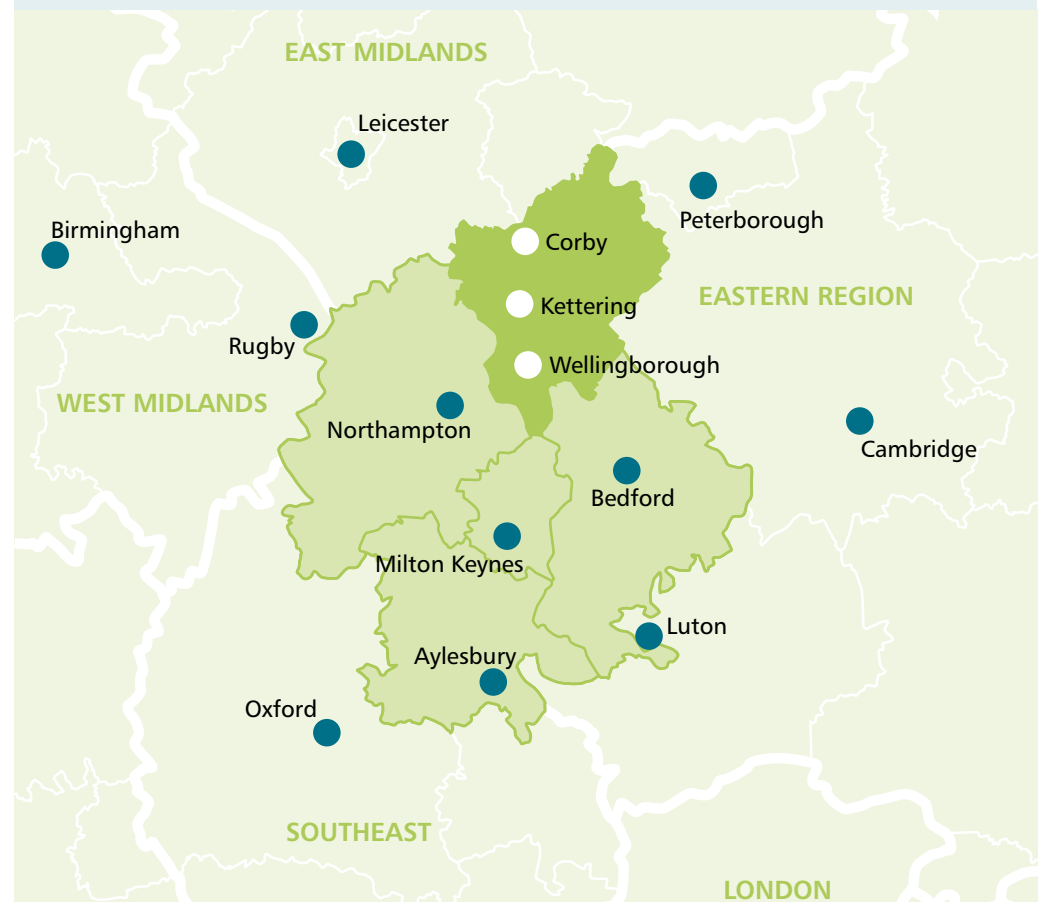 EAST MIDLANDS
Leicester
Peterborough
Birmingham
Corby
EASTERN REGION
Kettering
Rugby
Wellingborough
WEST MIDLANDS
Northampton
Cambridge
Bedford
Milton Keynes
Luton
Aylesbury
Oxford
SOUTHEAST
LONDON